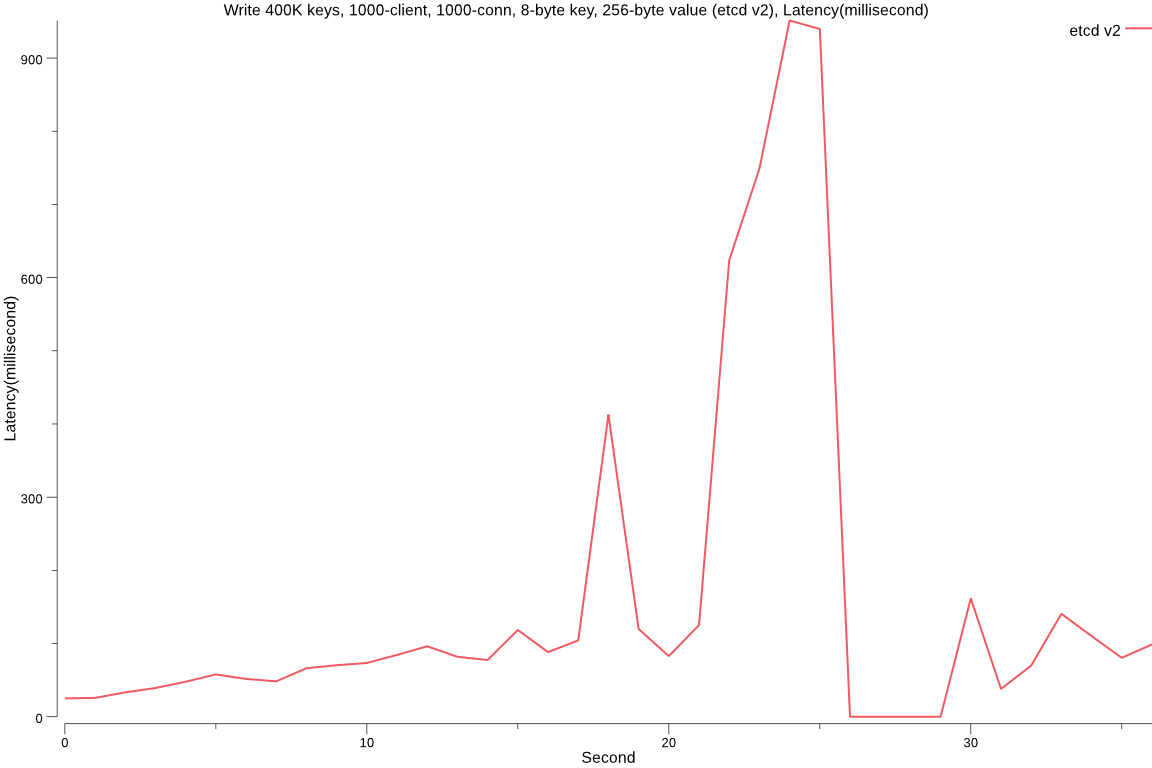 Write 400K keys, 1000-client, 1000-conn, 8-byte key, 256-byte value (etcd v2), Latency(millisecond)
etcd v2
900
600
300
0
Latency(millisecond)
0 10 20 30
Second